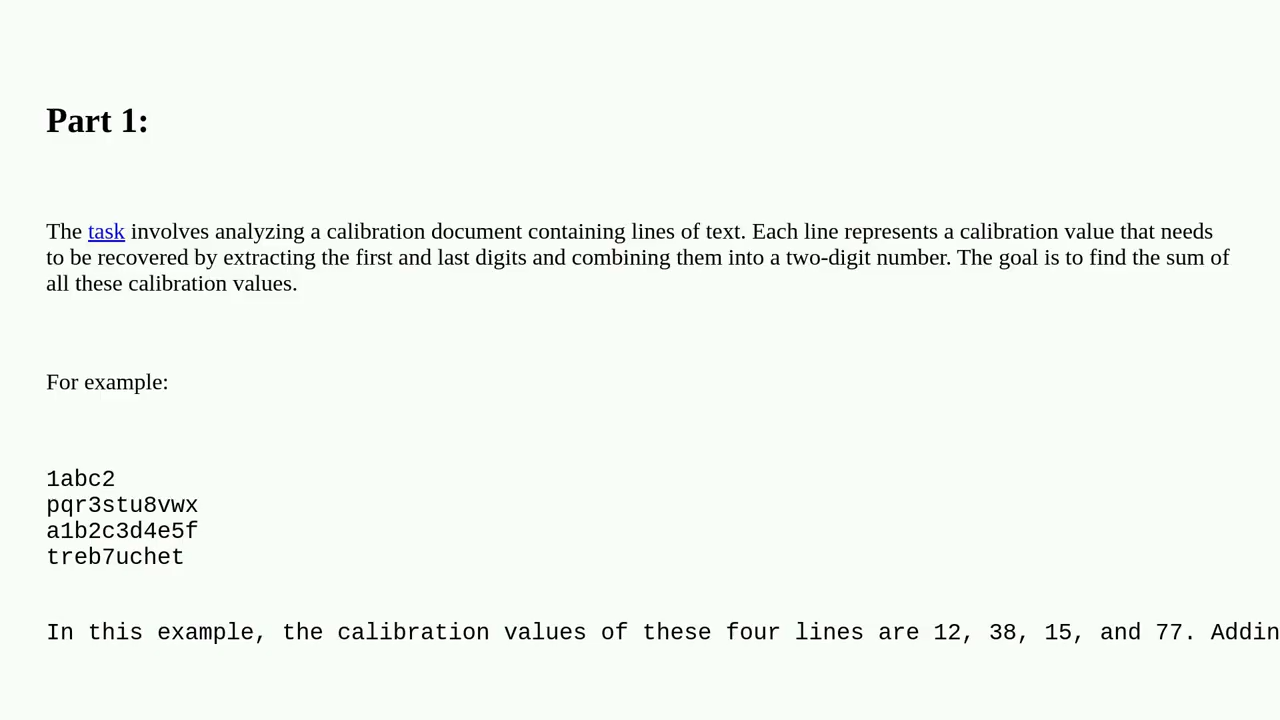 Part 1:
The task involves analyzing a calibration document containing lines of text. Each line represents a calibration value that needs
to be recovered by extracting the first and last digits and combining them into a two-digit number. The goal is to find the sum of
all these calibration values.
For example:
1abc2
pqr3stu8vwx
a1b2c3d4e5f
treb7uchet
In this example, the calibration values of these four lines are 12, 38, 15, and 77. Addin